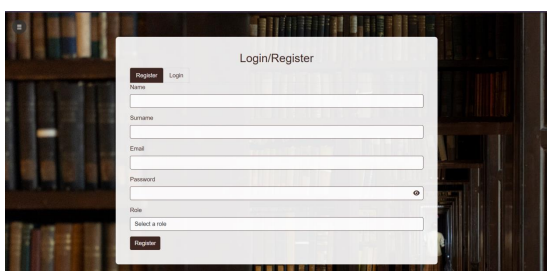 Login/Register
Register Login
Name
Surname
Email
Password
Role
Select a role
Register